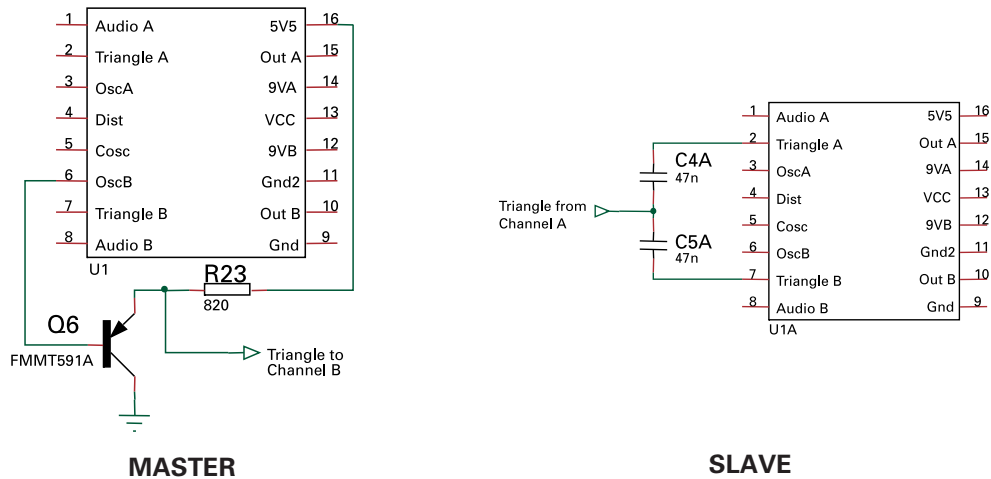 1 Audio A 5V5 16
2 Triangle A Out A 15
3 OscA 9VA 14
4 Dist VCC 13
5 Cosc 9VB 12
6 OscB Gnd2 11
7 Triangle B Out B 10
8 Audio B Gnd 9
U1
R23
820
Q6
FMMT591A
Triangle to
Channel B
MASTER
1 Audio A 5V5 16
2 Triangle A Out A 15
3 OscA 9VA 14
4 Dist VCC 13
5 Cosc 9VB 12
6 OscB Gnd2 11
7 Triangle B Out B 10
8 Audio B Gnd 9
U1A
C4A
47n
Triangle from
Channel A
C5A
47n
SLAVE